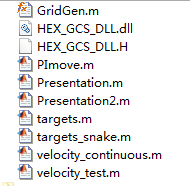 GridGen.m
HEX_GCS_DLL.dll
HEX_GCS_DLL.H
PImove.m
Presentation.m
Presentation2.m
targets.m
targets_snake.m
velocity_continuous.m
velocity_test.m